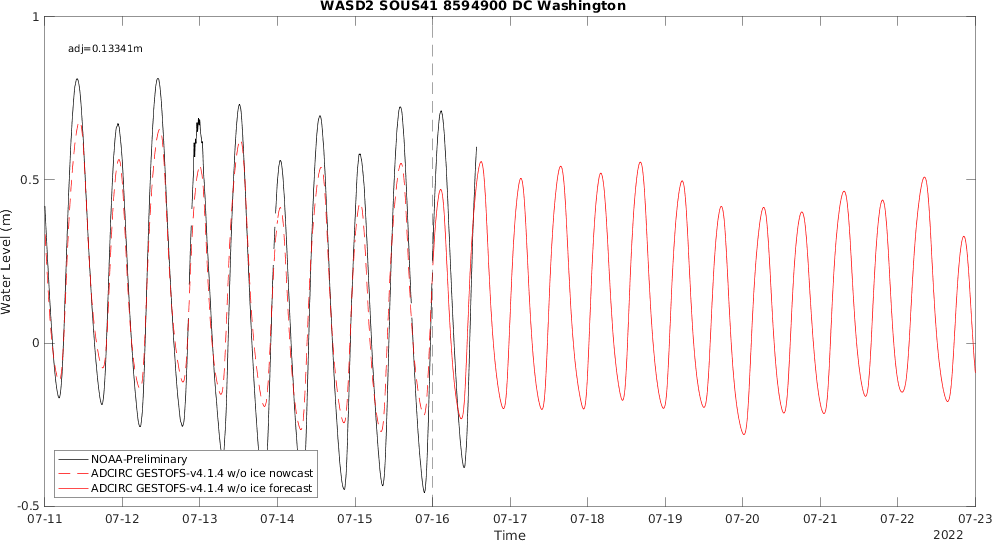 WASD2 SOUS41 8594900 DC Washington
1
adj=0.13341m
0.5
Water Level (m)
0
NOAA-Preliminary
ADCIRC GESTOFS-v4.1.4 w/o ice nowcast
ADCIRC GESTOFS-v4.1.4 w/o ice forecast
-0.5
07-11 07-12 07-13 07-14 07-15 07-16 07-17 07-18 07-19 07-20 07-21 07-22 07-23
Time
2022